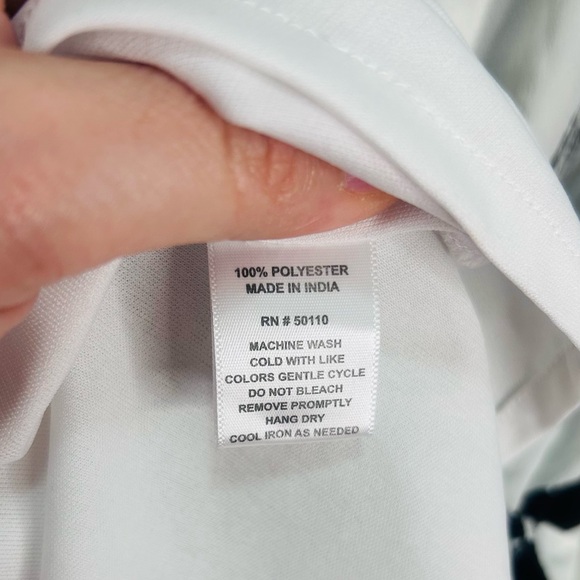 100% POLYESTER
MADE IN INDIA
RN # 50110
MACHINE WASH
COLD WITH LIKE
COLORS GENTLE CYCLE
DO NOT BLEACH
REMOVE PROMPTLY
HANG DRY
COOL IRON AS NEEDED